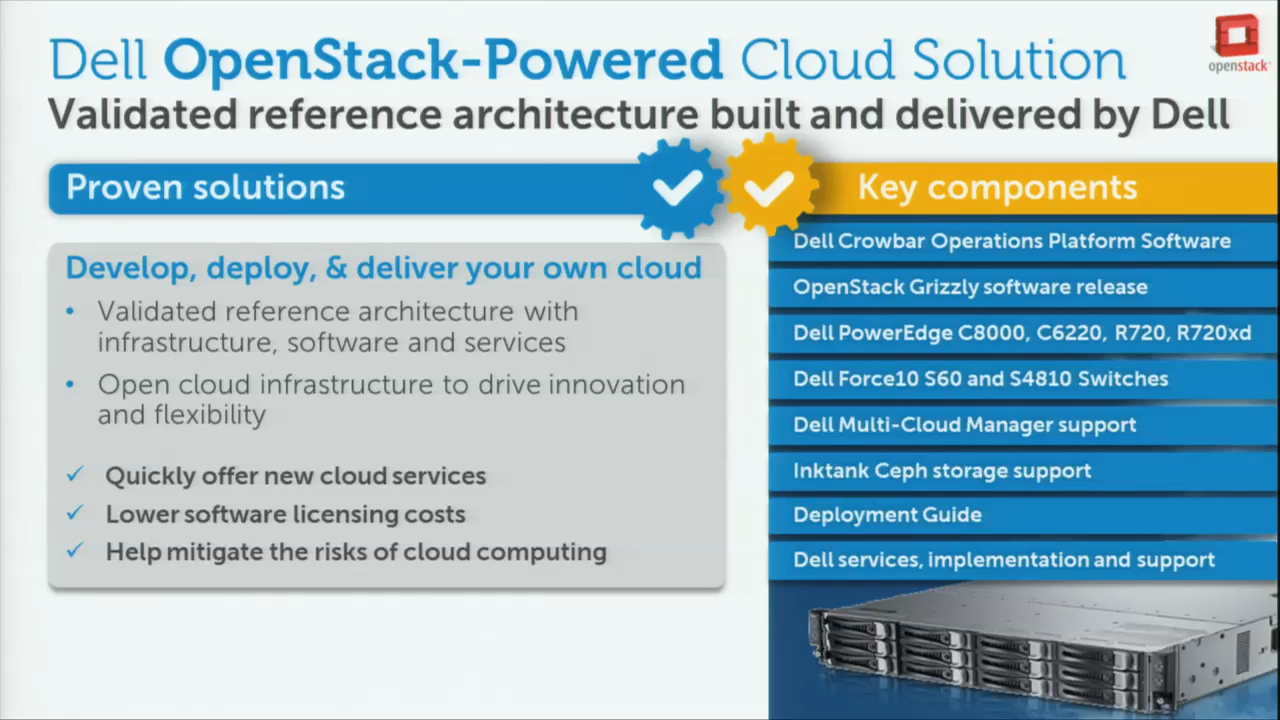 Dell OpenStack-Powered Cloud Solution
openstack
Validated reference architecture built and delivered by Dell
Proven solutions
Develop, deploy, & deliver your own cloud
• Validated reference architecture with
infrastructure, software and services
• Open cloud infrastructure to drive innovation
and flexibility
✓ Quickly offer new cloud services
✓ Lower software licensing costs
✓ Help mitigate the risks of cloud computing
Key components
Dell Crowbar Operations Platform Software
OpenStack Grizzly software release
Dell PowerEdge C8000, C6220, R720, R720xd
Dell Force10 S60 and S4810 Switches
Dell Multi-Cloud Manager support
Inktank Ceph storage support
Deployment Guide
Dell services, implementation and support